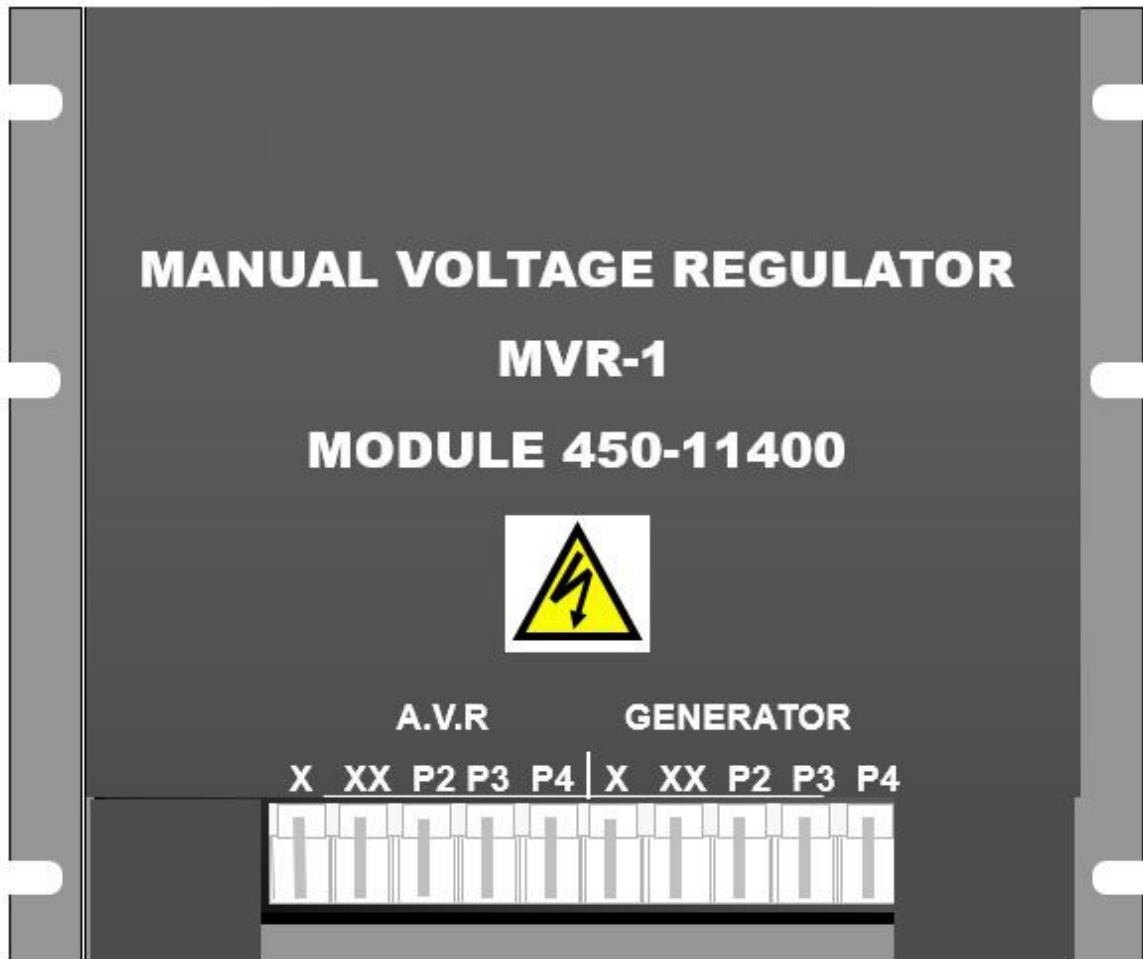 MANUAL VOLTAGE REGULATOR
MVR-1
MODULE 450-11400
A.V.R GENERATOR
X XX P2 P3 P4 X XX P2 P3 P4